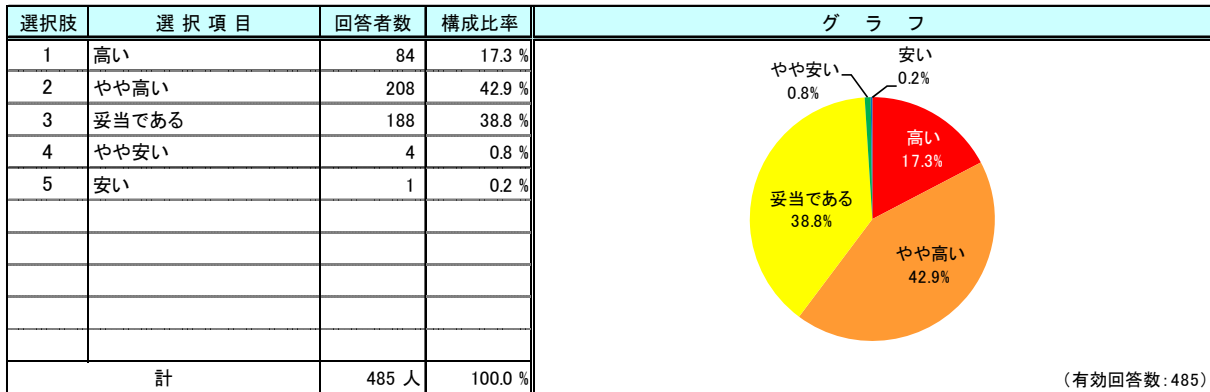 選択肢 選択項目 回答者数 構成比率 グラフ
1 高い 84 17.3 %
2 やや高い 208 42.9 %
3 妥当である 188 38.8 %
4 やや安い 4 0.8 %
5 安い 1 0.2 %
計 485 人 100.0 %
安い
0.2%
やや安い
0.8%
高い
17.3%
妥当である
38.8%
やや高い
42.9%
(有効回答数:485)